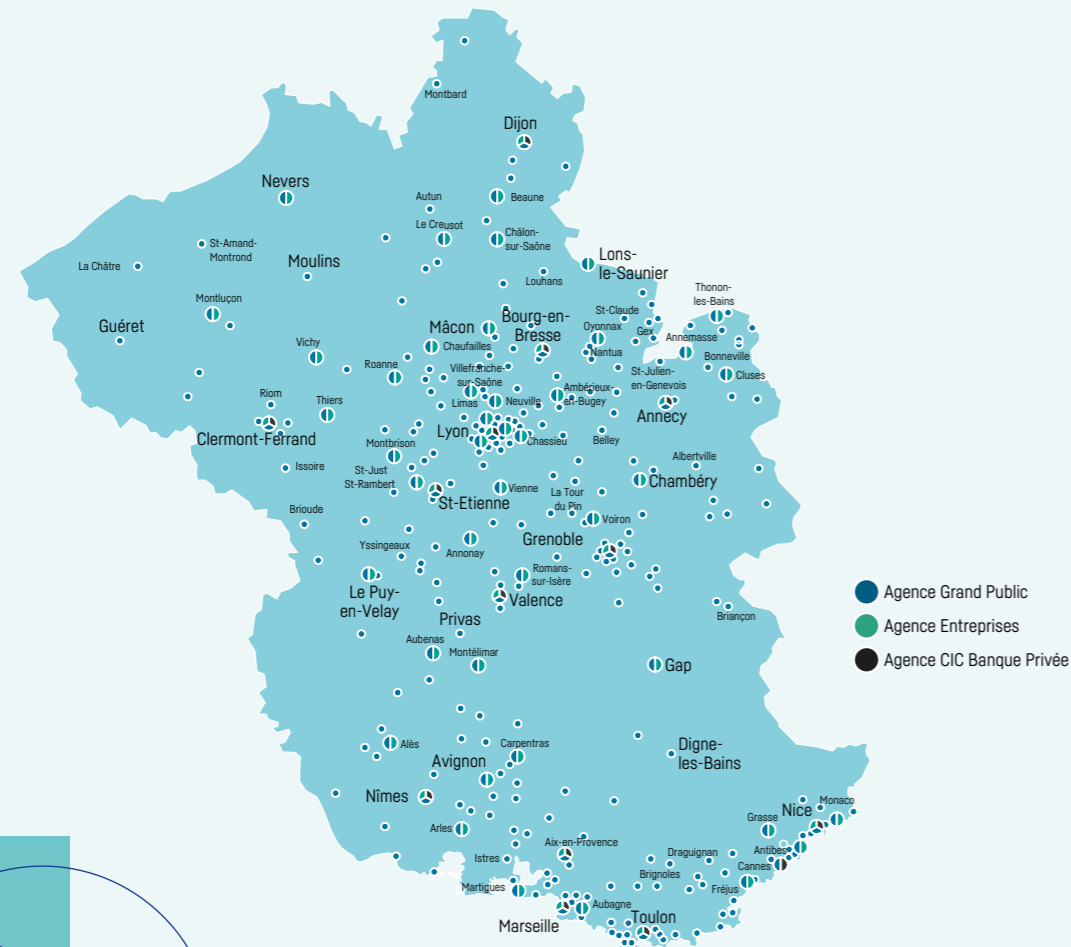 Montbard
Dijon
Nevers
Autun
Beaune
Le Creusot
Châlon-
sur-Saône
St-Amand-
Montrond
La Châtre
Moulins
Lons-
le-Saunier
Louhans
Thonon-
les-Bains
Montluçon
Guéret
St-Claude
Bourg-en-
Bresse
Mâcon
Oyonnax
Gex
Annemasse
Vichy
Chaufailles
Nantua
Bonneville
Roanne
Villefranche-
sur-Saône
St-Julien-
en-Genevois
Cluses
Riom
Thiers
Limas
Neuville
Ambérieux-
en-Bugey
Annecy
Clermont-Ferrand
Lyon
Chassieu
Belley
Montbrison
Issoire
St-Just
St-Rambert
Albertville
Chambéry
St-Etienne
Vienne
La Tour
du Pin
Brioude
Voiron
Yssingeaux
Annonay
Grenoble
Romans-
sur-Isère
Le Puy-
en-Velay
Valence
Briançon
Privas
Aubenas
Montélimar
Gap
Alès
Carpentras
Digne-
les-Bains
Avignon
Nîmes
Monaco
Nice
Grasse
Arles
Aix-en-Provence
Antibes
Istres
Draguignan
Cannes
Brignoles
Martigues
Fréjus
Aubagne
Marseille
Toulon
Agence Grand Public
Agence Entreprises
Agence CIC Banque Privée